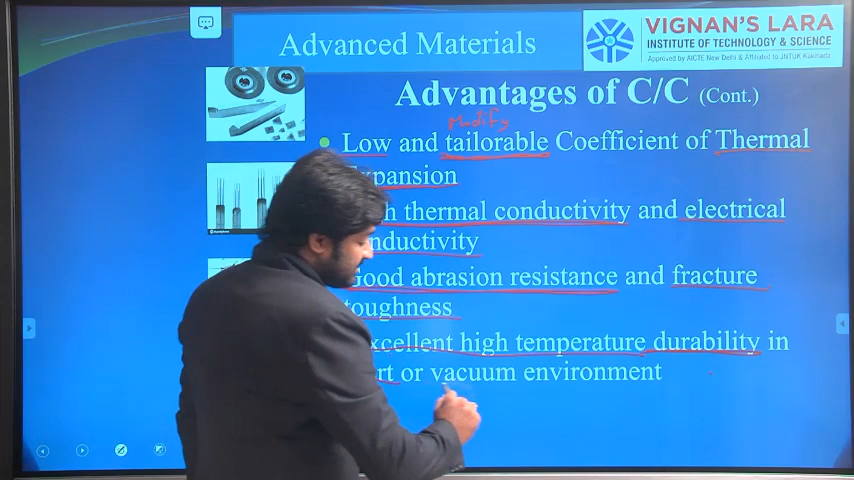 Advanced Materials
VIGNAN'S LARA
INSTITUTE OF TECHNOLOGY & SCIENCE
Approved by AICTE New Delhi & Affiliated to JNTUK Kakinada
Advantages of C/C (Cont.)
Modify
Low and tailorable Coefficient of Thermal
xpansion
h thermal conductivity and electrical
nductivity
Good abrasion resistance and fracture
toughness
xcellent high temperature durability in
rt or vacuum environment